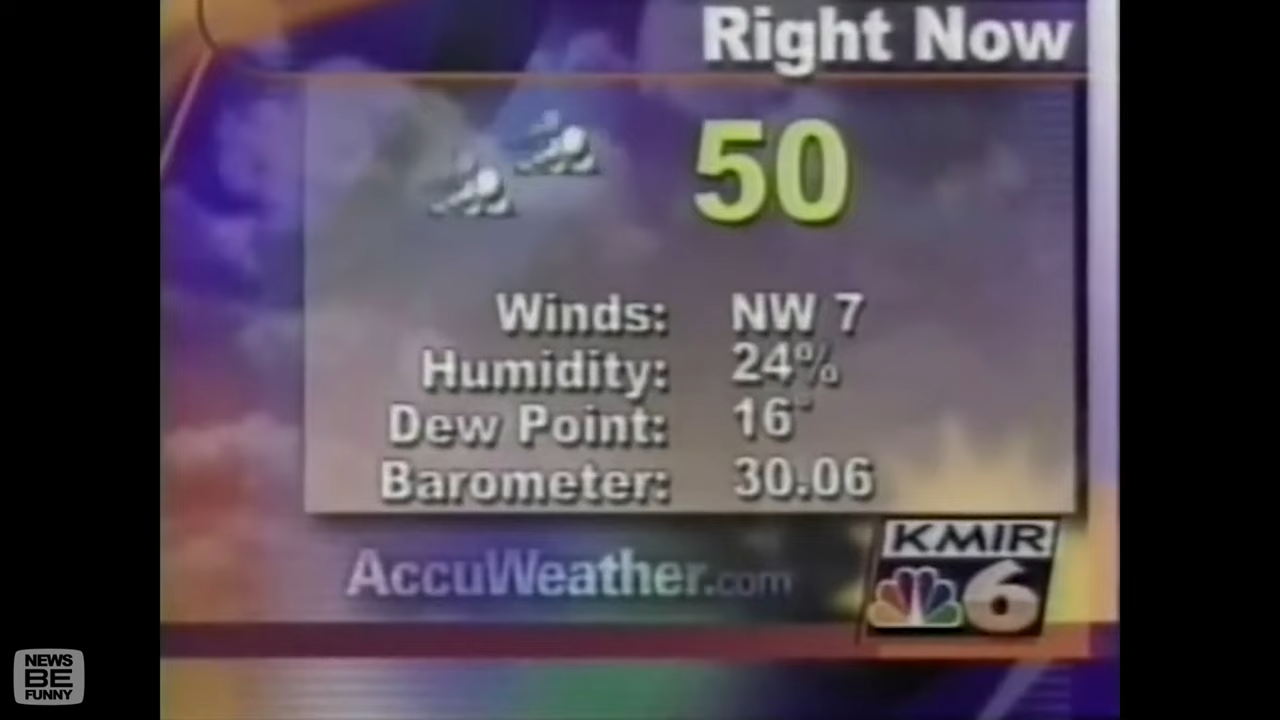 Right Now
50
Winds: NW 7
Humidity: 24%
Dew Point: 16°
Barometer: 30.06
AccuWeather.com
KMIR
6
NEWS
BE
FUNNY